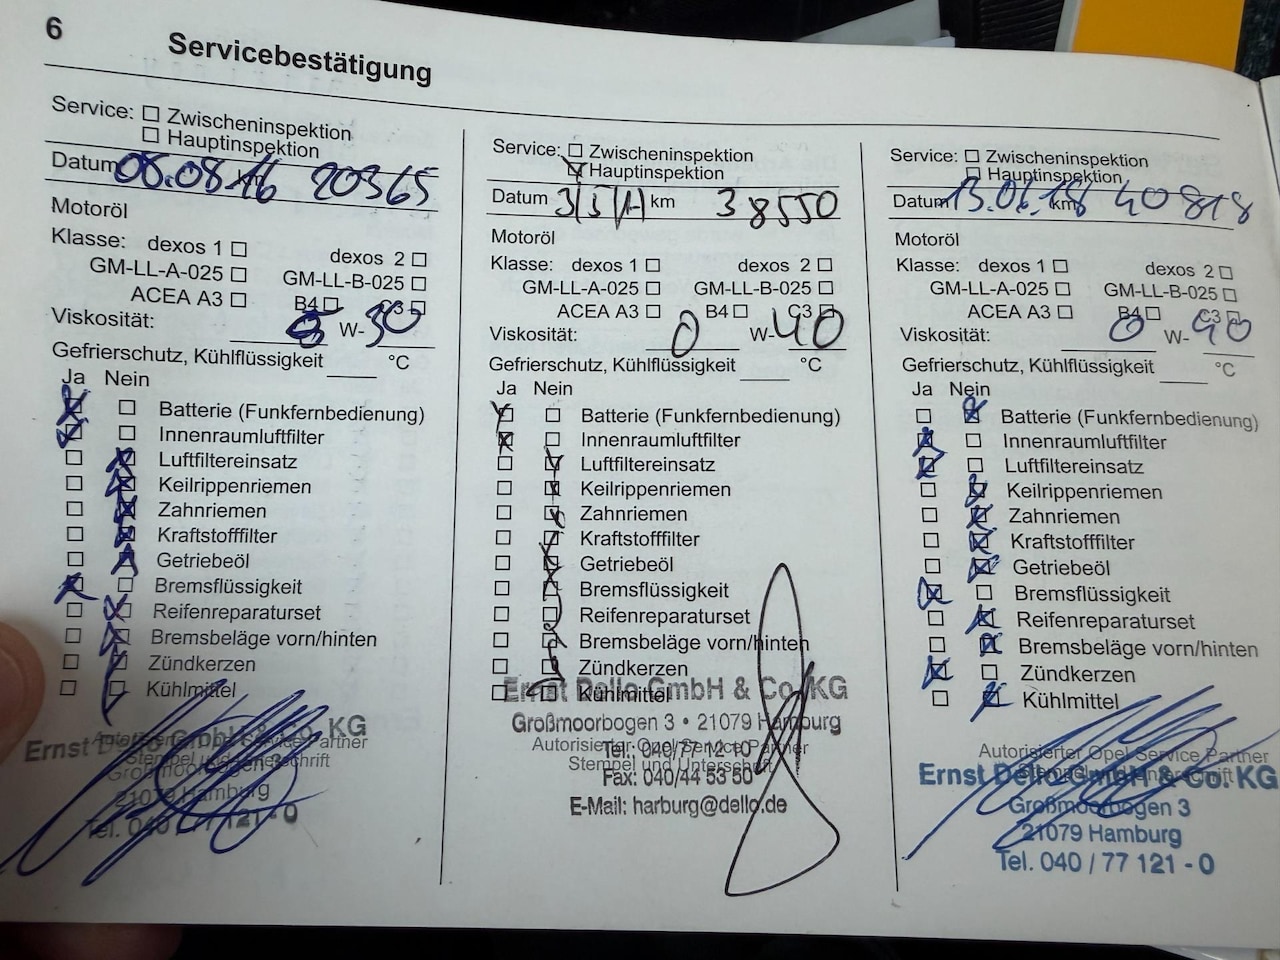 6
Servicebestätigung
Service: Zwischeninspektion
Hauptinspektion
Datum 08.08.16 20365
Motoröl
Klasse: dexos 1 dexos 2
GM-LL-A-025 GM-LL-B-025
ACEA A3 B4 C3
Viskosität: W-30
Gefrierschutz, Kühlflüssigkeit °C
Ja Nein
Batterie (Funkfernbedienung)
Innenraumluftfilter
Luftfiltereinsatz
Keilrippenriemen
Zahnriemen
Kraftstofffilter
Getriebeöl
Bremsflüssigkeit
Reifenreparaturset
Bremsbeläge vorn/hinten
Zündkerzen
Kühlmittel
Ernst Dello GmbH & Co. KG
Autorisierter Opel Service Partner
Stempel und Unterschrift
Großmoorbogen 3
21079 Hamburg
Tel. 040 / 77 121 - 0
Service: Zwischeninspektion
Hauptinspektion
Datum km 38550
Motoröl
Klasse: dexos 1 dexos 2
GM-LL-A-025 GM-LL-B-025
ACEA A3 B4 C3
Viskosität: 0 W-40
Gefrierschutz, Kühlflüssigkeit °C
Ja Nein
Batterie (Funkfernbedienung)
Innenraumluftfilter
Luftfiltereinsatz
Keilrippenriemen
Zahnriemen
Kraftstofffilter
Getriebeöl
Bremsflüssigkeit
Reifenreparaturset
Bremsbeläge vorn/hinten
Zündkerzen
Kühlmittel
Ernst Dello GmbH & Co. KG
Großmoorbogen 3 • 21079 Hamburg
Autorisierter Opel Service Partner
Tel.: 040/77 12 10
Stempel und Unterschrift
Fax: 040/44 53 50
E-Mail: harburg@dello.de
Service: Zwischeninspektion
Hauptinspektion
Datum 13.06.18 km 40818
Motoröl
Klasse: dexos 1 dexos 2
GM-LL-A-025 GM-LL-B-025
ACEA A3 B4 C3
Viskosität: 0 W-40
Gefrierschutz, Kühlflüssigkeit °C
Ja Nein
Batterie (Funkfernbedienung)
Innenraumluftfilter
Luftfiltereinsatz
Keilrippenriemen
Zahnriemen
Kraftstofffilter
Getriebeöl
Bremsflüssigkeit
Reifenreparaturset
Bremsbeläge vorn/hinten
Zündkerzen
Kühlmittel
Autorisierter Opel Service Partner
Ernst Dello GmbH & Co. KG
Stempel und Unterschrift
Großmoorbogen 3
21079 Hamburg
Tel. 040 / 77 121 - 0